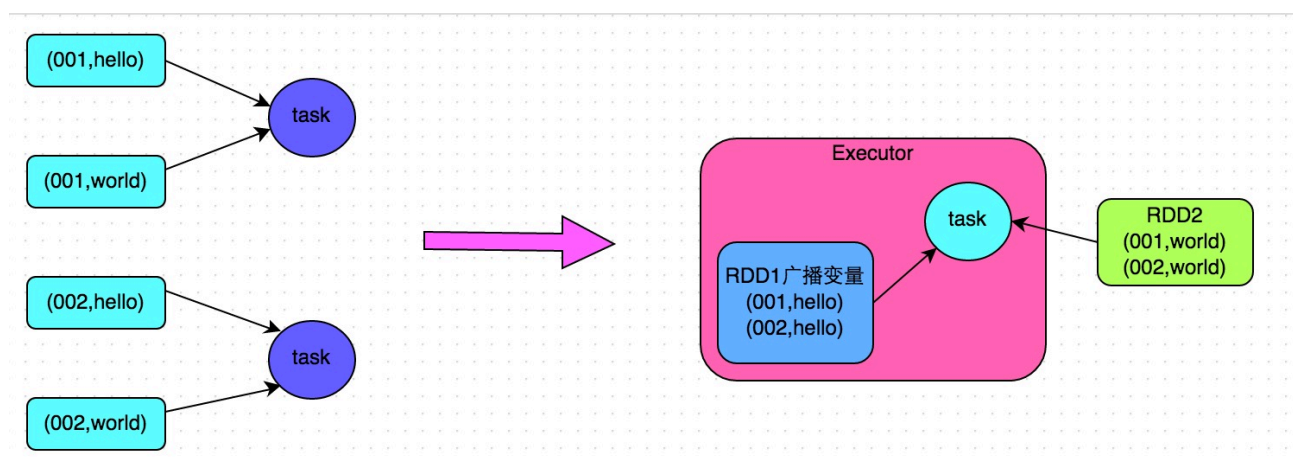 (001,hello)
task
(001,world)
(002,hello)
task
(002,world)
Executor
task
RDD1广播变量
(001,hello)
(002,hello)
RDD2
(001,world)
(002,world)